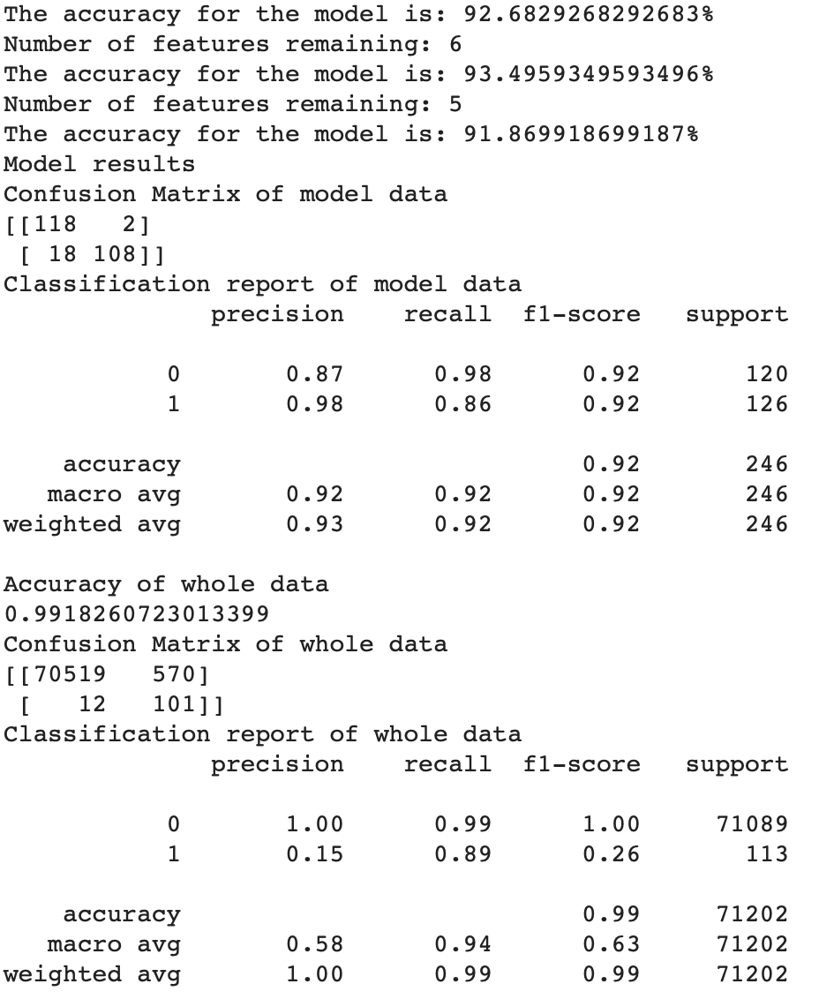 The accuracy for the model is: 92.6829268292683%
Number of features remaining: 6
The accuracy for the model is: 93.4959349593496%
Number of features remaining: 5
The accuracy for the model is: 91.869918699187%
Model results
Confusion Matrix of model data
[[118   2]
 [ 18 108]]
Classification report of model data
              precision    recall  f1-score   support

           0       0.87      0.98      0.92       120
           1       0.98      0.86      0.92       126

    accuracy                           0.92       246
   macro avg       0.92      0.92      0.92       246
weighted avg       0.93      0.92      0.92       246

Accuracy of whole data
0.9918260723013399
Confusion Matrix of whole data
[[70519   570]
 [   12   101]]
Classification report of whole data
              precision    recall  f1-score   support

           0       1.00      0.99      1.00     71089
           1       0.15      0.89      0.26       113

    accuracy                           0.99     71202
   macro avg       0.58      0.94      0.63     71202
weighted avg       1.00      0.99      0.99     71202